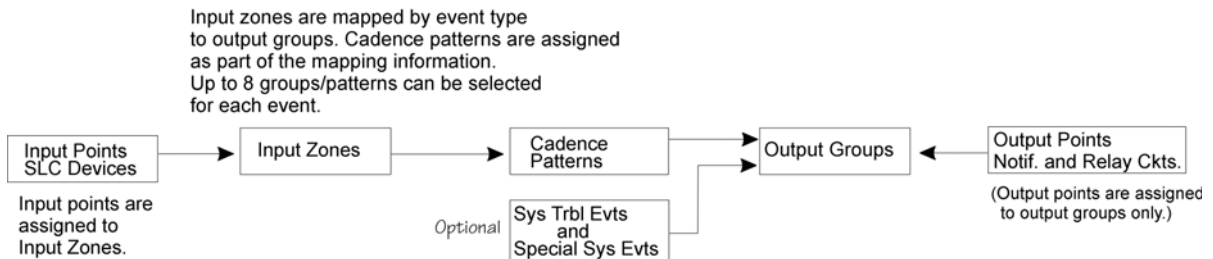 Input zones are mapped by event type
to output groups. Cadence patterns are assigned
as part of the mapping information.
Up to 8 groups/patterns can be selected
for each event.
Input Points
SLC Devices
Input Zones
Cadence
Patterns
Output Groups
Output Points
Notif. and Relay Ckts.
Input points are
assigned to
Input Zones.
Optional
Sys Trbl Evts
and
Special Sys Evts
(Output points are assigned
to output groups only.)